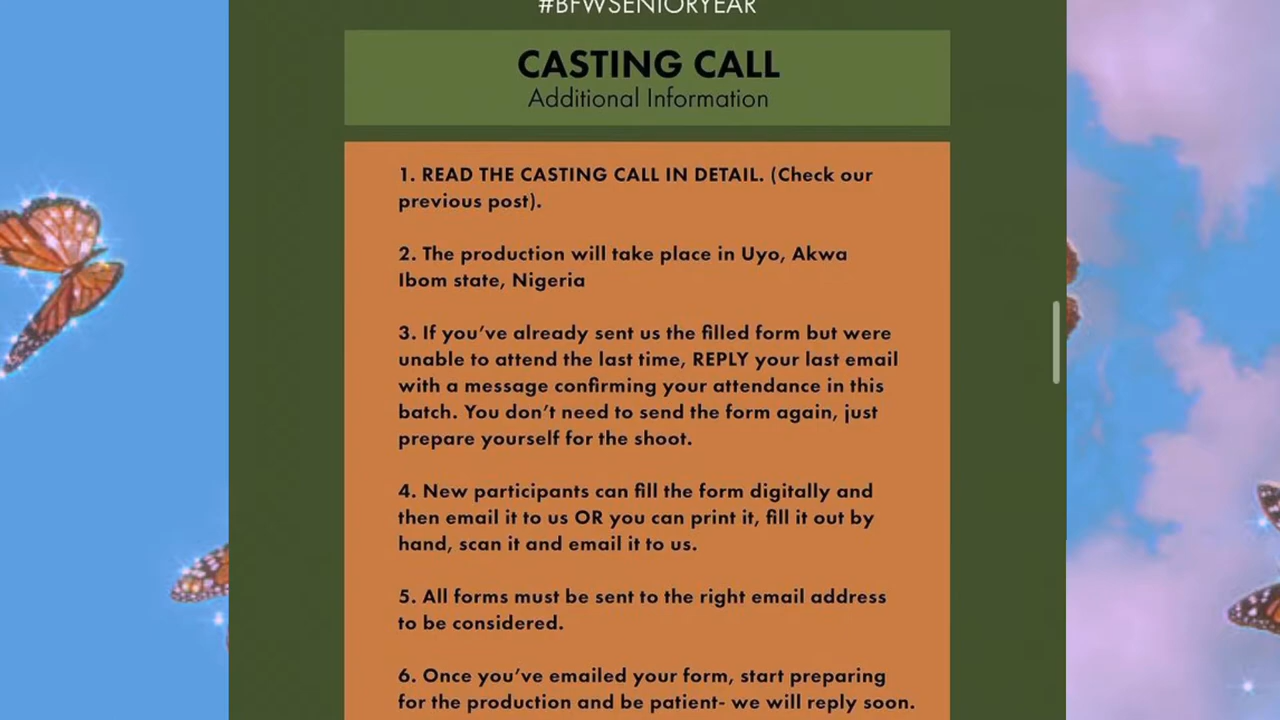 #BFWSENIORYEAR
CASTING CALL
Additional Information
1. READ THE CASTING CALL IN DETAIL. (Check our
previous post).
2. The production will take place in Uyo, Akwa
Ibom state, Nigeria
3. If you’ve already sent us the filled form but were
unable to attend the last time, REPLY your last email
with a message confirming your attendance in this
batch. You don’t need to send the form again, just
prepare yourself for the shoot.
4. New participants can fill the form digitally and
then email it to us OR you can print it, fill it out by
hand, scan it and email it to us.
5. All forms must be sent to the right email address
to be considered.
6. Once you’ve emailed your form, start preparing
for the production and be patient- we will reply soon.